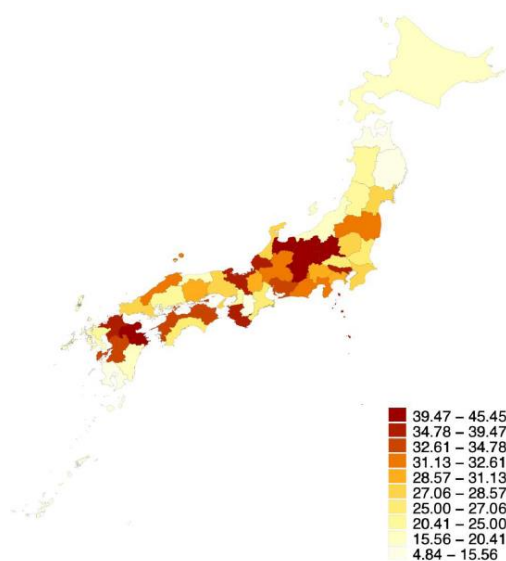 39.47 – 45.45
34.78 – 39.47
32.61 – 34.78
31.13 – 32.61
28.57 – 31.13
27.06 – 28.57
25.00 – 27.06
20.41 – 25.00
15.56 – 20.41
4.84 – 15.56